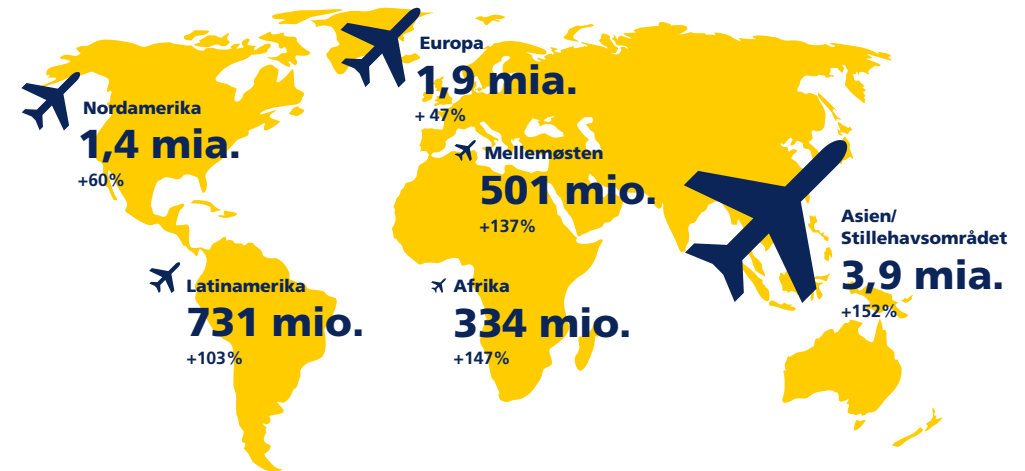 Europa
1,9 mia.
+ 47%
Nordamerika
1,4 mia.
+60%
Mellemøsten
501 mio.
+137%
Asien/
Stillehavsområdet
3,9 mia.
+152%
Latinamerika
731 mio.
+103%
Afrika
334 mio.
+147%